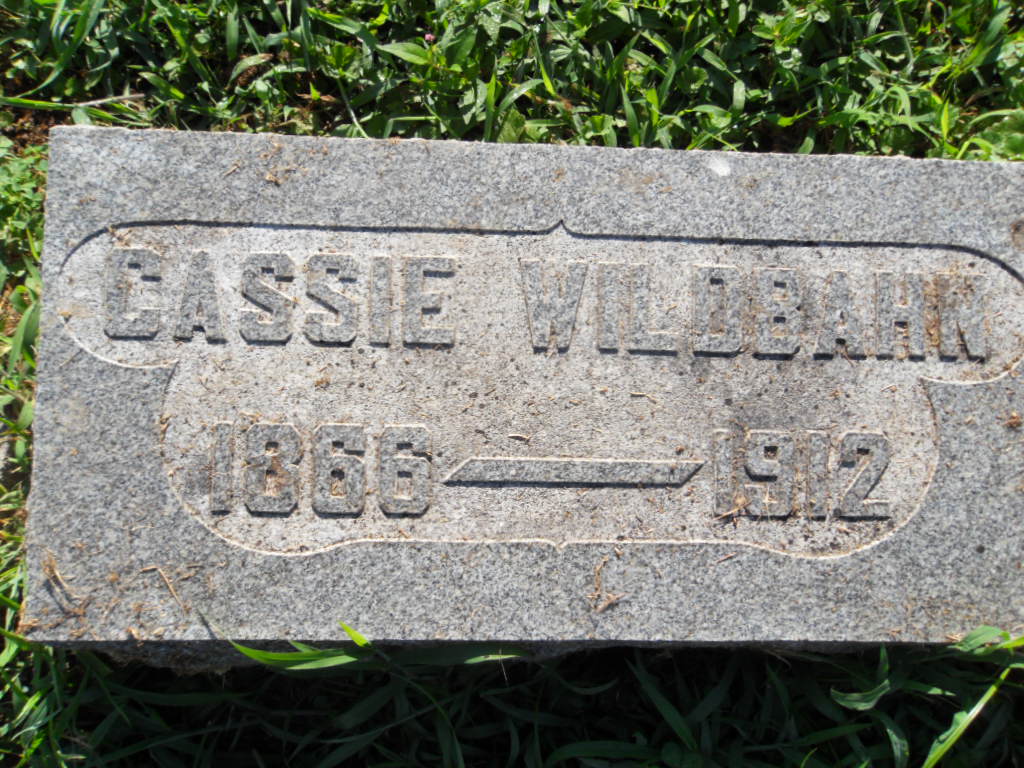 CASSIE WILDBAHN
1866 — 1912